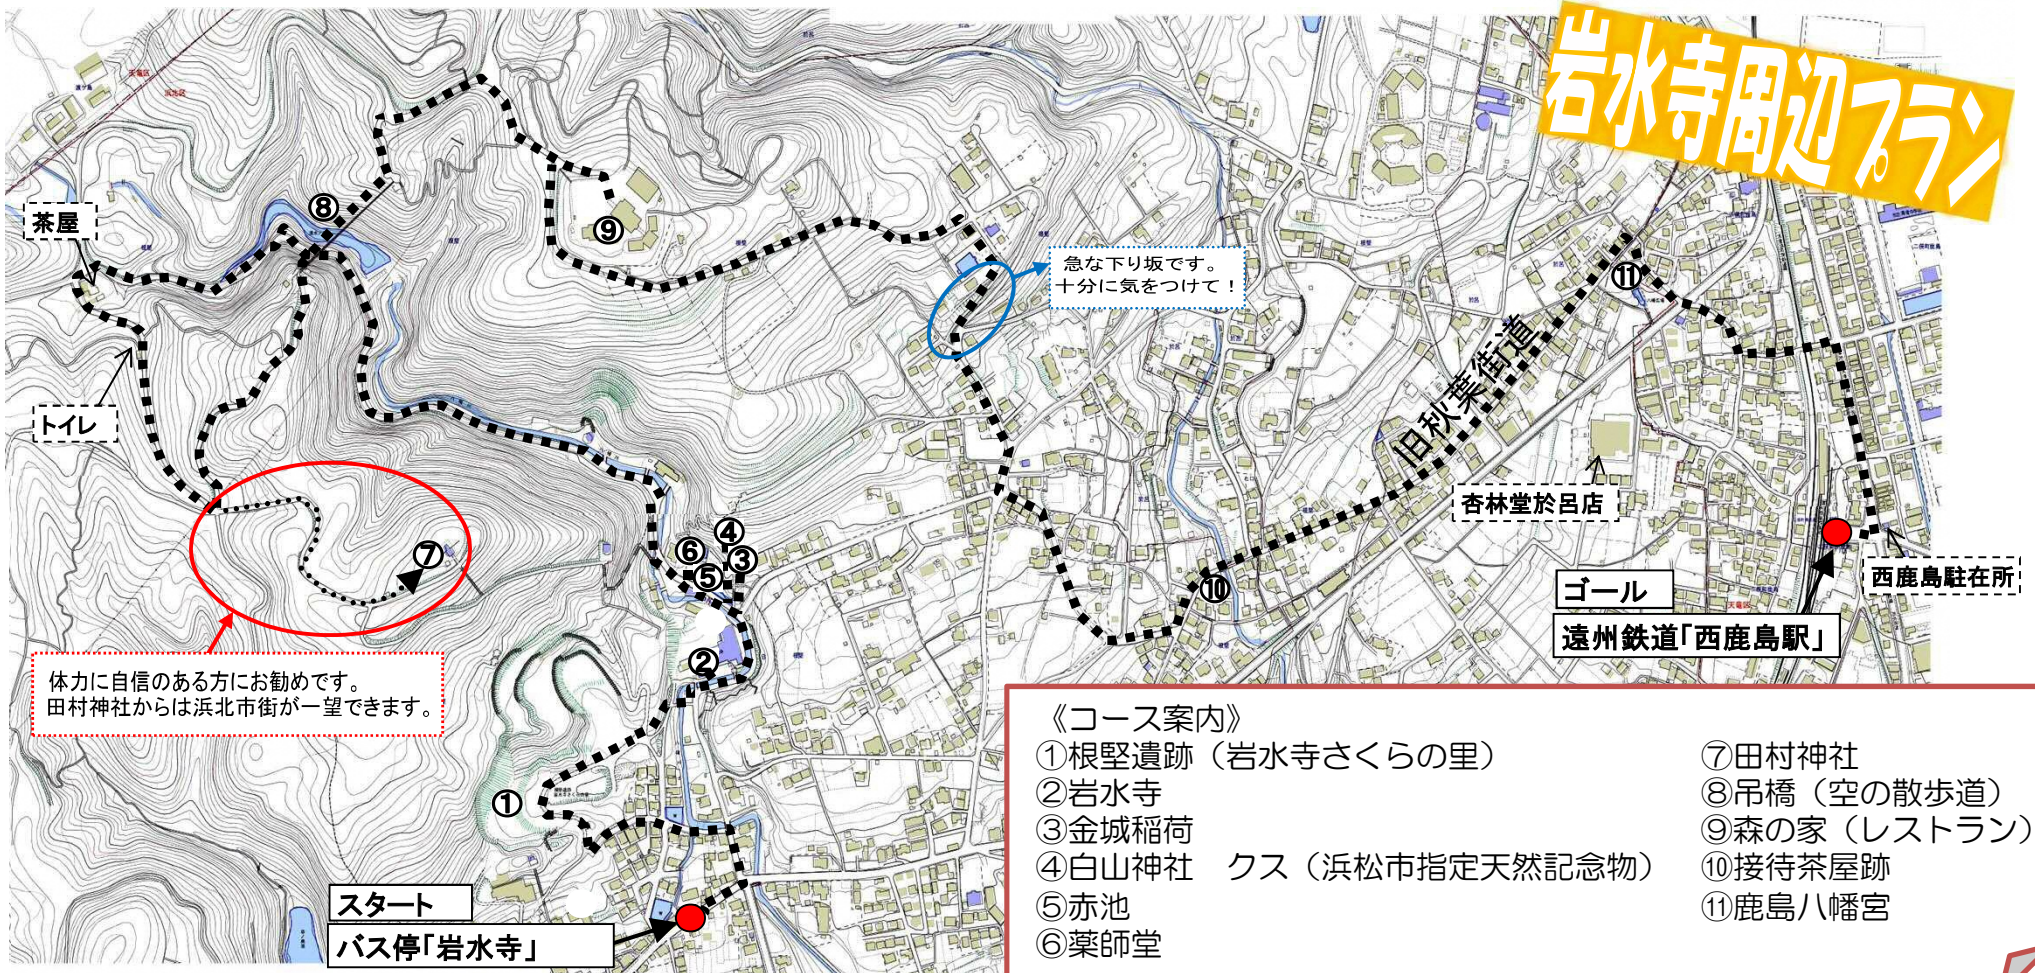 岩水寺周辺プラン
⑧
茶屋
⑨
急な下り坂です。
十分に気をつけて！
⑪
旧秋葉街道
トイレ
杏林堂於呂店
④
⑥
③
⑤
⑦
⑩
西鹿島駐在所
ゴール
遠州鉄道「西鹿島駅」
天竜区
浜北区
天竜区
体力に自信のある方にお勧めです。
田村神社からは浜北市街が一望できます。
②
①
スタート
バス停「岩水寺」
《コース案内》
①根堅遺跡（岩水寺さくらの里）
②岩水寺
③金城稲荷
④白山神社　クス（浜松市指定天然記念物）
⑤赤池
⑥薬師堂
⑦田村神社
⑧吊橋（空の散歩道）
⑨森の家（レストラン）
⑩接待茶屋跡
⑪鹿島八幡宮